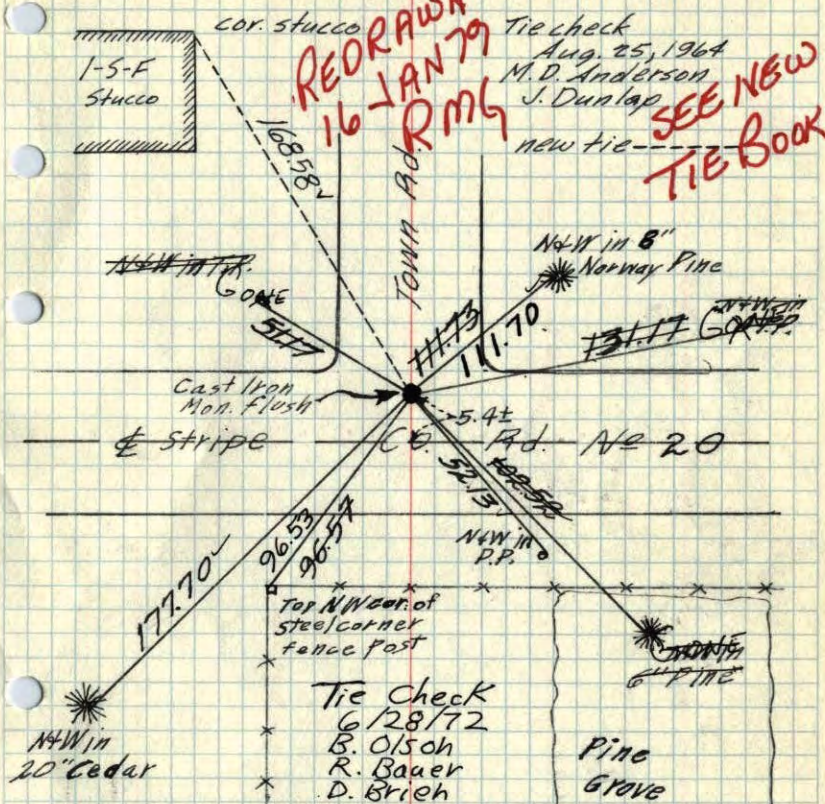 cor. stucco
REDRAWN
16 JAN 79
RMG
Tie check
Aug. 25, 1964
M.D. Anderson
J. Dunlap
new tie
SEE NEW
TIE BOOK
1-S-F
Stucco
168.58
Town Rd.
N&W in 8"
Norway Pine
N&W in T.P.
GONE
51.17
111.73
111.70
131.17
N&W in
GONE
Cast Iron
Mon. Flush
5.4±
₵ stripe Co. Rd. No 20
52.13
102.52
96.53
96.57
177.70
N&W in
P.P.
Top NW cor. of
steel corner
fence post
GONE
6" Pine
N&W in
20" Cedar
Tie Check
6/28/72
B. Olson
R. Bauer
D. Brieh
Pine
Grove